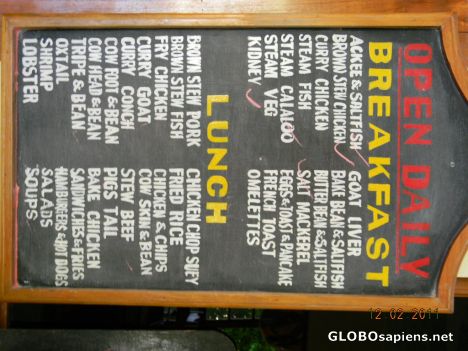 OPEN DAILY
BREAKFAST
ACKEE & SALTFISH
BROWN STEW CHICKEN
CURRY CHICKEN
STEAM FISH
STEAM CALALOO
STEAM VEG
KIDNEY
GOAT LIVER
BAKE BEAN & SALTFISH
BUTTER BEAN & SALTFISH
SALT MACKEREL
EGGS & TOAST & PANCAKE
FRENCH TOAST
OMELETTES
LUNCH
BROWN STEW PORK
BROWN STEW FISH
FRY CHICKEN
CURRY GOAT
CURRY CONCH
COW FOOT & BEAN
COW HEAD & BEAN
TRIPE & BEAN
OXTAIL
SHRIMP
LOBSTER
CHICKEN CHOP SUEY
FRIED RICE
CHICKEN & CHIPS
COW SKIN & BEAN
STEW BEEF
PIGS TAIL
BAKE CHICKEN
SANDWICHES & FRIES
HAMBURGERS & HOT DOGS
SALADS
SOUPS
12 02 2011
GLOBOsapiens.net ©